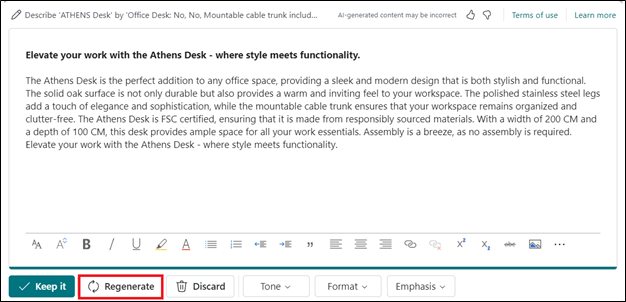 Describe 'ATHENS Desk' by 'Office Desk: No, No, Mountable cable trunk includ... AI-generated content may be incorrect Terms of use Learn more
Elevate your work with the Athens Desk - where style meets functionality.
The Athens Desk is the perfect addition to any office space, providing a sleek and modern design that is both stylish and functional.
The solid oak surface is not only durable but also provides a warm and inviting feel to your workspace. The polished stainless steel legs
add a touch of elegance and sophistication, while the mountable cable trunk ensures that your workspace remains organized and
clutter-free. The Athens Desk is FSC certified, ensuring that it is made from responsibly sourced materials. With a width of 200 CM and
a depth of 100 CM, this desk provides ample space for all your work essentials. Assembly is a breeze, as no assembly is required.
Elevate your work with the Athens Desk - where style meets functionality.
AA A B I U A " X² X₂ abc ...
Keep it Regenerate Discard Tone Format Emphasis